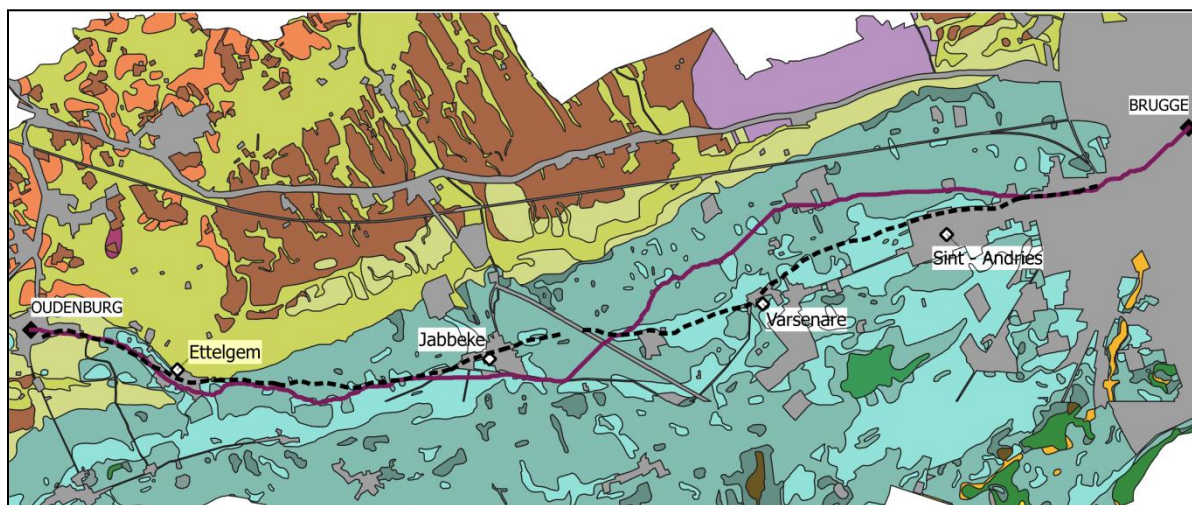 BRUGGE
Sint - Andries
OUDENBURG
Varsenare
Jabbeke
Ettelgem